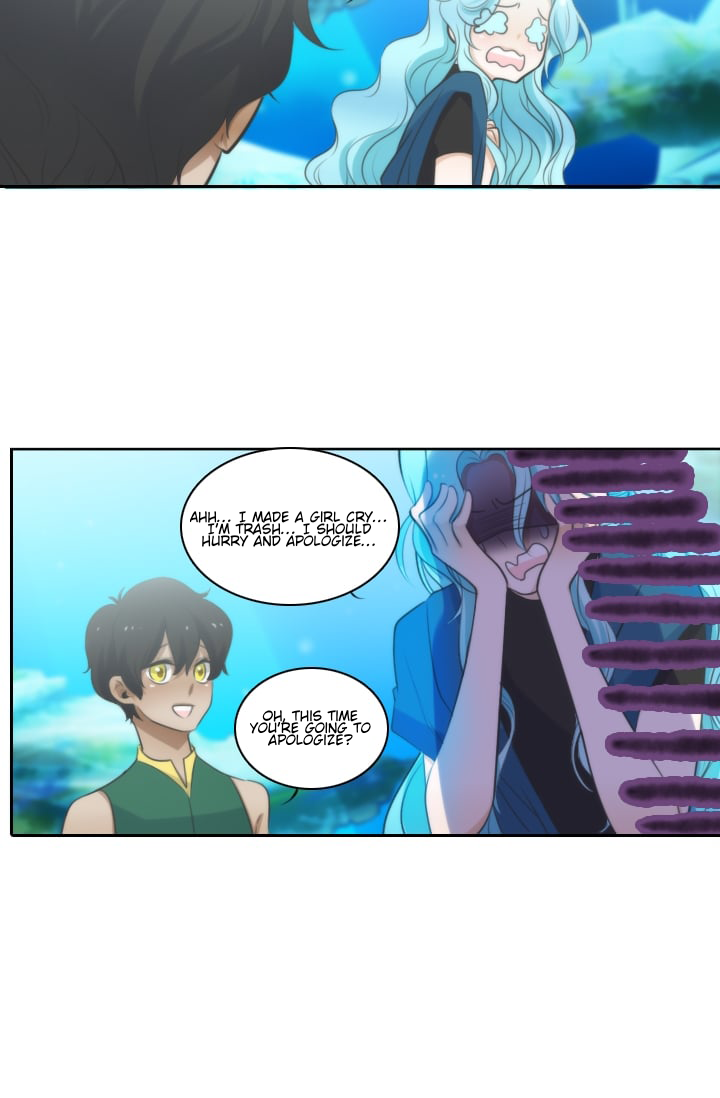 AHH... I MADE A GIRL CRY...
I'M TRASH... I SHOULD
HURRY AND APOLOGIZE...
OH, THIS TIME
YOU'RE GOING TO
APOLOGIZE?